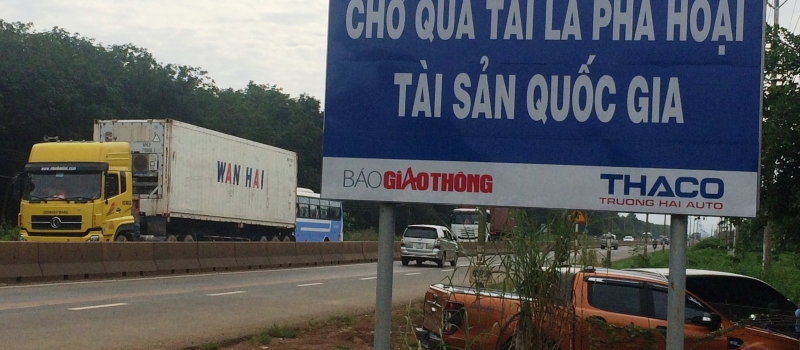 CHỞ QUÁ TẢI LÀ PHÁ HOẠI
TÀI SẢN QUỐC GIA
BÁO GIAO THÔNG
THACO
TRUONG HAI AUTO
WAN HAI